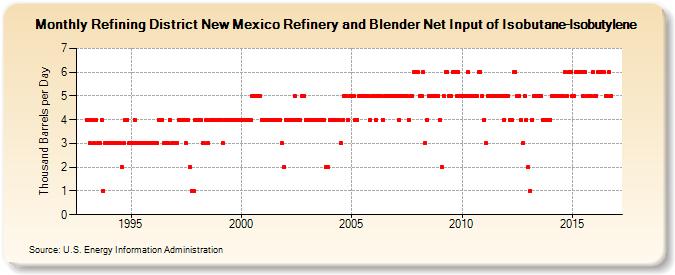 Monthly Refining District New Mexico Refinery and Blender Net Input of Isobutane-Isobutylene
Thousand Barrels per Day
7
6
5
4
3
2
1
0
1995 2000 2005 2010 2015
Source: U.S. Energy Information Administration